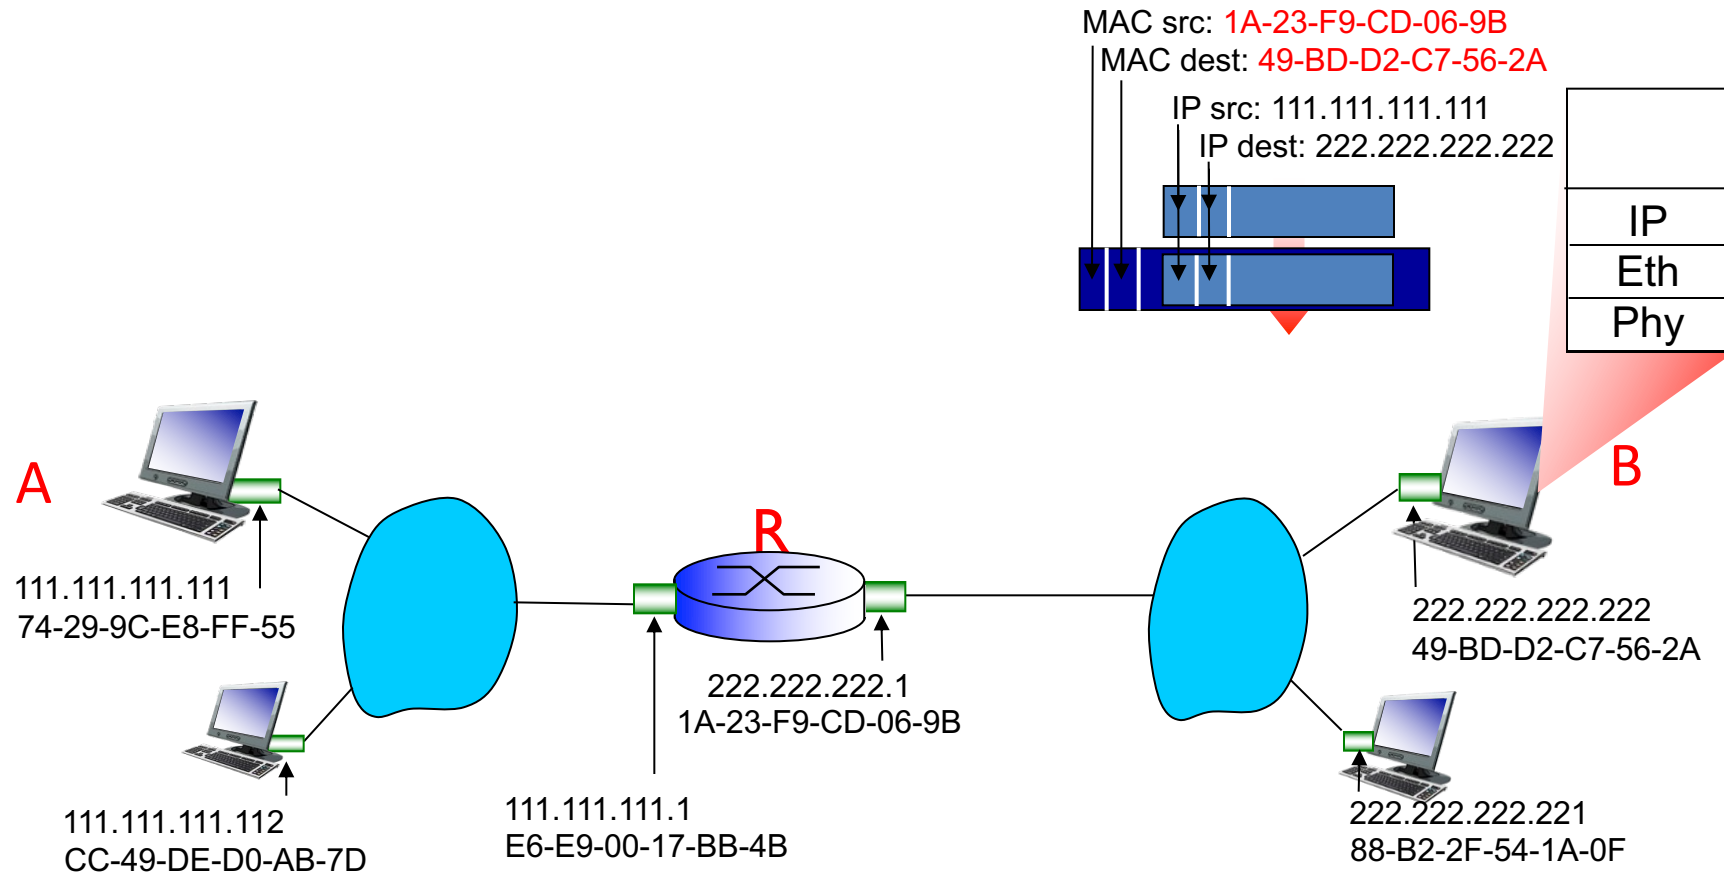 MAC src: 1A-23-F9-CD-06-9B
MAC dest: 49-BD-D2-C7-56-2A
IP src: 111.111.111.111
IP dest: 222.222.222.222
IP
Eth
Phy
A
B
R
111.111.111.111
74-29-9C-E8-FF-55
222.222.222.222
49-BD-D2-C7-56-2A
222.222.222.1
1A-23-F9-CD-06-9B
111.111.111.112
CC-49-DE-D0-AB-7D
111.111.111.1
E6-E9-00-17-BB-4B
222.222.222.221
88-B2-2F-54-1A-0F